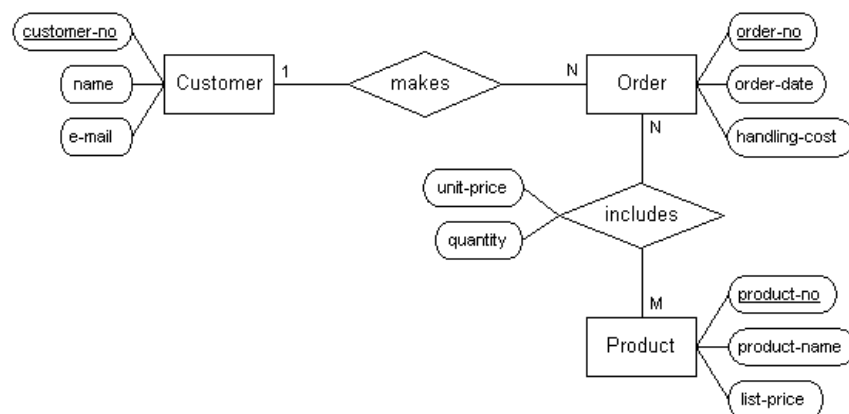 customer-no
name
e-mail
Customer
1
makes
N
Order
order-no
order-date
handling-cost
N
unit-price
quantity
includes
M
Product
product-no
product-name
list-price